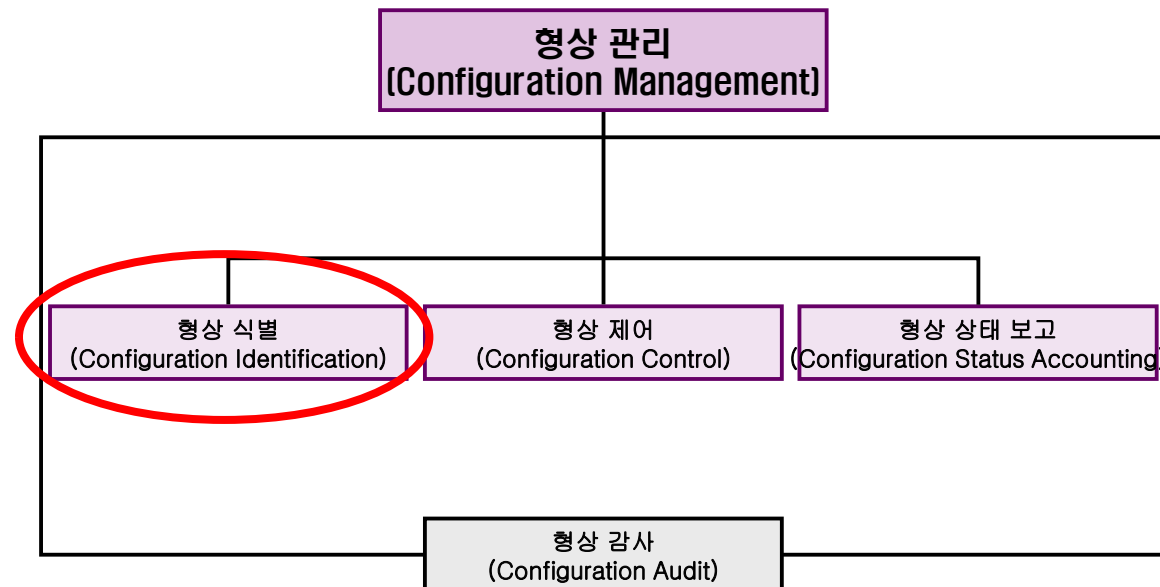 형상 관리
(Configuration Management)
형상 식별
(Configuration Identification)
형상 제어
(Configuration Control)
형상 상태 보고
(Configuration Status Accounting)
형상 감사
(Configuration Audit)